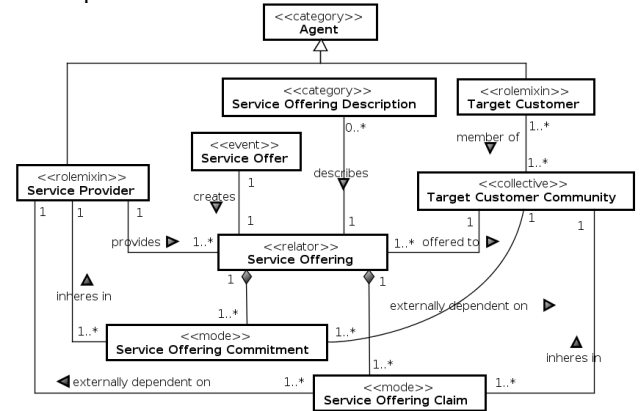 <<category>>
Agent
<<category>>
Service Offering Description
<<rolemixin>>
Target Customer
0..*
1..*
member of
<<event>>
Service Offer
describes
1..*
<<rolemixin>>
Service Provider
1
<<collective>>
Target Customer Community
creates
1
1
1
1
1
1
1
1
1
provides
1..*
<<relator>>
Service Offering
1..*
offered to
1
1
inheres in
1..*
externally dependent on
1..*
<<mode>>
Service Offering Commitment
1..*
inheres in
1..*
externally dependent on
1..*
<<mode>>
Service Offering Claim
1..*